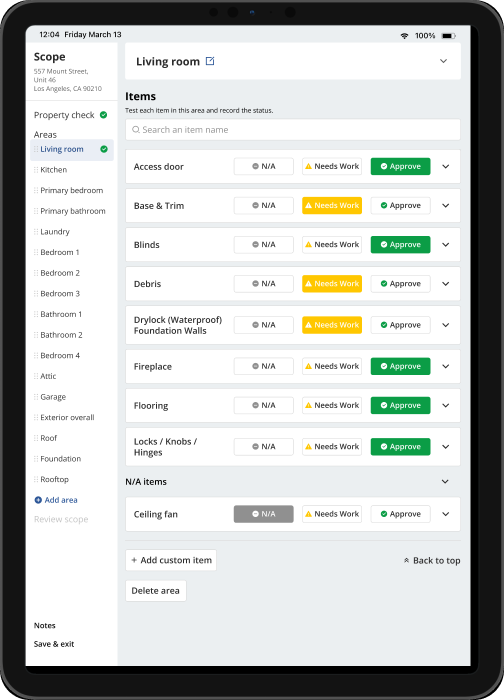 12:04 Friday March 13
100%
Scope
557 Mount Street,
Unit 46
Los Angeles, CA 90210
Property check
Areas
Living room
Kitchen
Primary bedroom
Primary bathroom
Laundry
Bedroom 1
Bedroom 2
Bedroom 3
Bathroom 1
Bathroom 2
Bedroom 4
Attic
Garage
Exterior overall
Roof
Foundation
Rooftop
Add area
Review scope
Notes
Save & exit
Living room
Items
Test each item in this area and record the status.
Search an item name
Access door N/A Needs Work Approve
Base & Trim N/A Needs Work Approve
Blinds N/A Needs Work Approve
Debris N/A Needs Work Approve
Drylock (Waterproof)
Foundation Walls N/A Needs Work Approve
Fireplace N/A Needs Work Approve
Flooring N/A Needs Work Approve
Locks / Knobs /
Hinges N/A Needs Work Approve
N/A items
Ceiling fan N/A Needs Work Approve
+ Add custom item
Back to top
Delete area